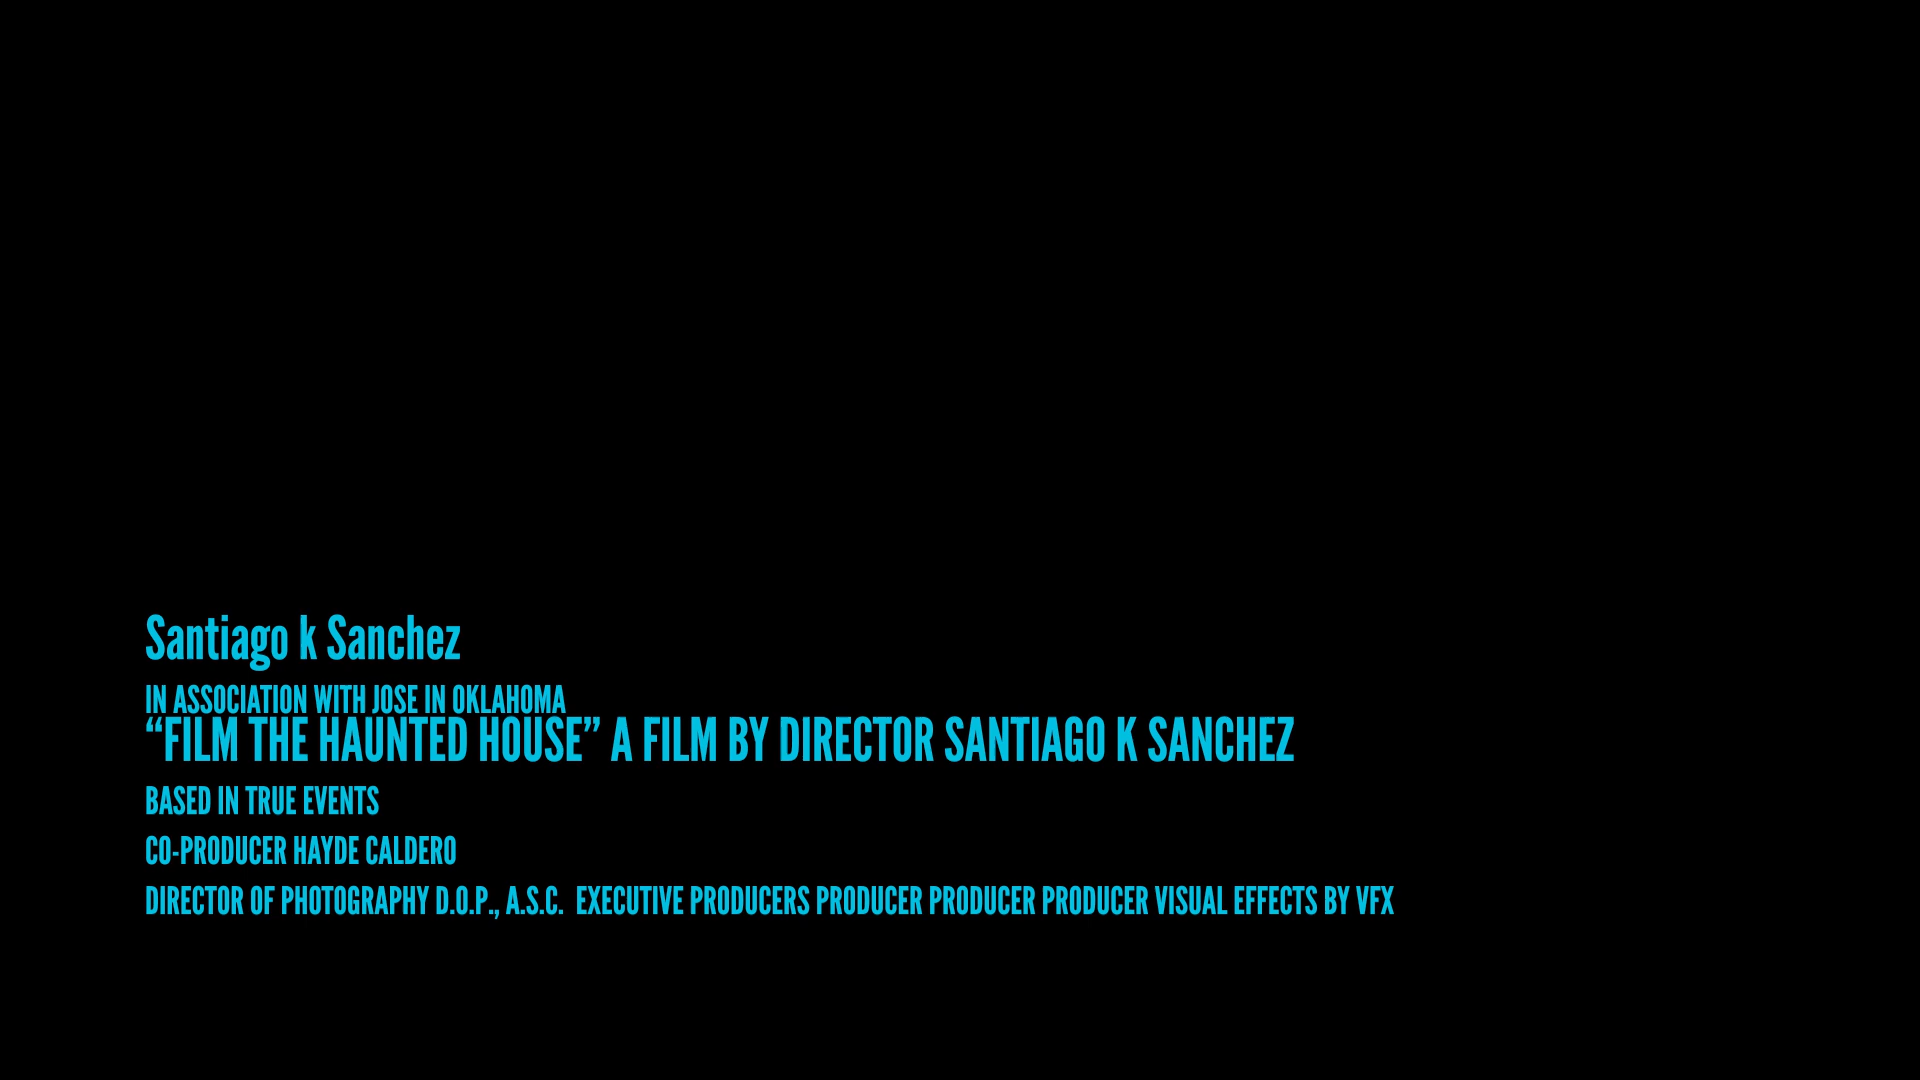 Santiago k Sanchez
IN ASSOCIATION WITH JOSE IN OKLAHOMA
“FILM THE HAUNTED HOUSE” A FILM BY DIRECTOR SANTIAGO K SANCHEZ
BASED IN TRUE EVENTS
CO-PRODUCER HAYDE CALDERO
DIRECTOR OF PHOTOGRAPHY D.O.P., A.S.C.  EXECUTIVE PRODUCERS PRODUCER PRODUCER PRODUCER VISUAL EFFECTS BY VFX